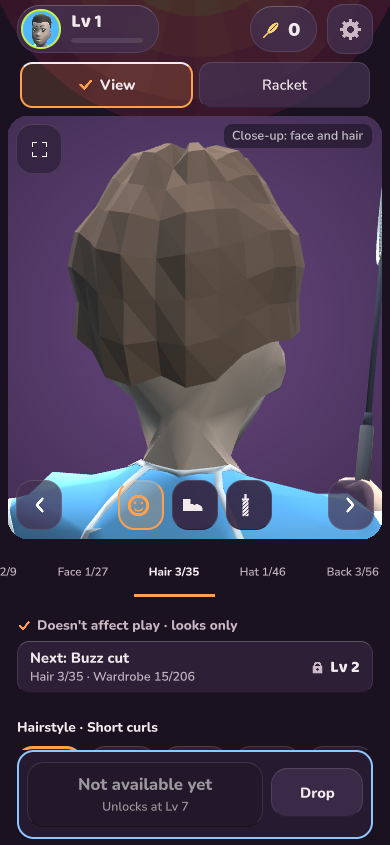 Lv 1
0
View
Racket
Close-up: face and hair
2/9
Face 1/27
Hair 3/35
Hat 1/46
Back 3/56
Doesn't affect play · looks only
Next: Buzz cut
Hair 3/35 · Wardrobe 15/206
Lv 2
Hairstyle · Short curls
Not available yet
Unlocks at Lv 7
Drop